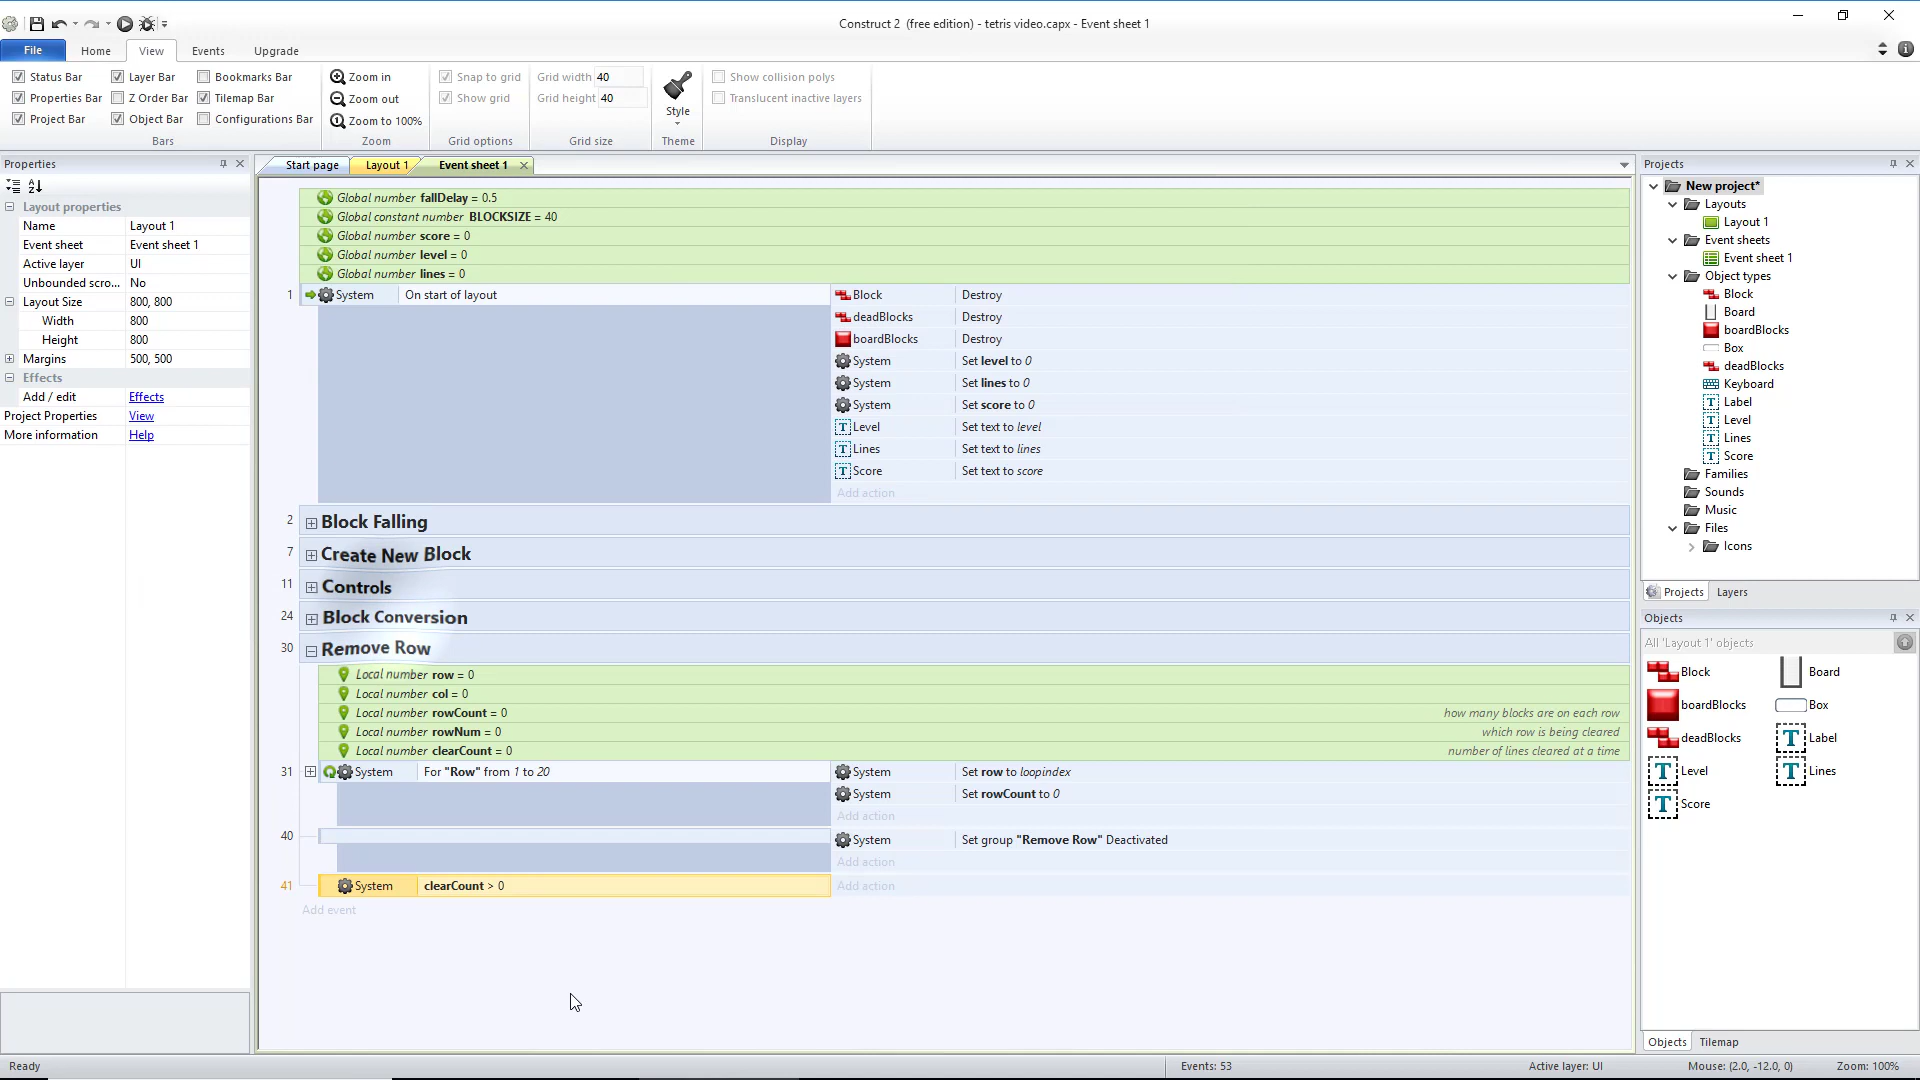 Construct 2  (free edition) - tetris video.capx - Event sheet 1
File
Home
View
Events
Upgrade
Status Bar
Layer Bar
Bookmarks Bar
Properties Bar
Z Order Bar
Tilemap Bar
Project Bar
Object Bar
Configurations Bar
Bars
Zoom in
Zoom out
Zoom to 100%
Zoom
Snap to grid
Show grid
Grid options
Grid width 40
Grid height 40
Grid size
Style
Theme
Show collision polys
Translucent inactive layers
Display
Properties
Layout properties
Name Layout 1
Event sheet Event sheet 1
Active layer UI
Unbounded scro... No
Layout Size 800, 800
Width 800
Height 800
Margins 500, 500
Effects
Add / edit Effects
Project Properties View
More information Help
Start page
Layout 1
Event sheet 1
Global number fallDelay = 0.5
Global constant number BLOCKSIZE = 40
Global number score = 0
Global number level = 0
Global number lines = 0
1 System On start of layout
Block Destroy
deadBlocks Destroy
boardBlocks Destroy
System Set level to 0
System Set lines to 0
System Set score to 0
Level Set text to level
Lines Set text to lines
Score Set text to score
Add action
2 Block Falling
7 Create New Block
11 Controls
24 Block Conversion
30 Remove Row
Local number row = 0
Local number col = 0
Local number rowCount = 0 how many blocks are on each row
Local number rowNum = 0 which row is being cleared
Local number clearCount = 0 number of lines cleared at a time
31 System For "Row" from 1 to 20 System Set row to loopindex
System Set rowCount to 0
Add action
40 System Set group "Remove Row" Deactivated
Add action
41 System clearCount > 0 Add action
Add event
Projects
New project*
Layouts
Layout 1
Event sheets
Event sheet 1
Object types
Block
Board
boardBlocks
Box
deadBlocks
Keyboard
Label
Level
Lines
Score
Families
Sounds
Music
Files
Icons
Projects
Layers
Objects
All 'Layout 1' objects
Block
Board
boardBlocks
Box
deadBlocks
Label
Level
Lines
Score
Objects
Tilemap
Ready
Events: 53
Active layer: UI
Mouse: (2.0, -12.0, 0)
Zoom: 100%